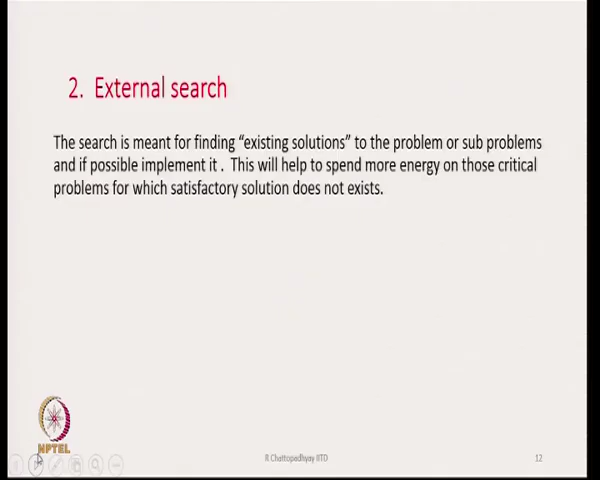 2. External search
The search is meant for finding “existing solutions” to the problem or sub problems
and if possible implement it . This will help to spend more energy on those critical
problems for which satisfactory solution does not exists.
NPTEL
R Chattopadhyay IITD
12